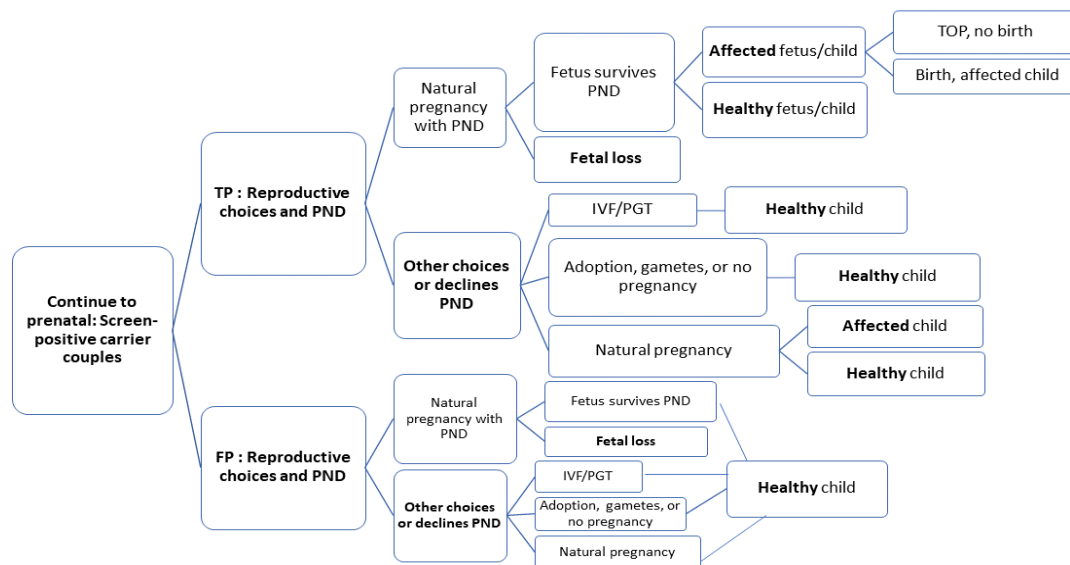 Continue to
prenatal: Screen-
positive carrier
couples
TP : Reproductive
choices and PND
Natural
pregnancy
with PND
Fetus survives
PND
Affected fetus/child
TOP, no birth
Birth, affected child
Healthy fetus/child
Fetal loss
Other choices
or declines
PND
IVF/PGT
Healthy child
Adoption, gametes, or no
pregnancy
Healthy child
Natural pregnancy
Affected child
Healthy child
FP : Reproductive
choices and PND
Natural
pregnancy with
PND
Fetus survives PND
Fetal loss
Other choices
or declines PND
IVF/PGT
Adoption, gametes, or
no pregnancy
Natural pregnancy
Healthy child